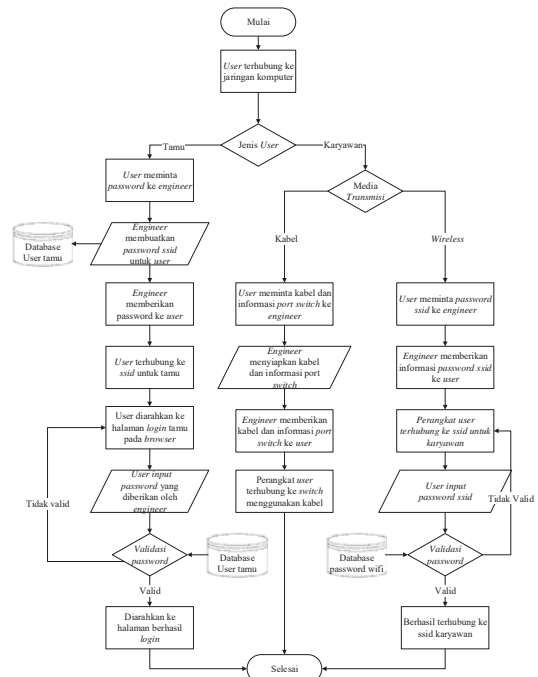 Mulai
User terhubung ke
jaringan komputer
Jenis User
Tamu
Karyawan
User meminta
password ke engineer
Engineer
membuatkan
password ssid
untuk user
Database
User tamu
Engineer
memberikan
password ke user
User terhubung ke
ssid untuk tamu
User diarahkan ke
halaman login tamu
pada browser
User input
password yang
diberikan oleh
engineer
Tidak valid
Validasi
password
Database
User tamu
Valid
Diarahkan ke
halaman berhasil
login
Media
Transmisi
Kabel
Wireless
User meminta kabel dan
informasi port switch ke
engineer
Engineer
menyiapkan kabel
dan informasi port
switch
Engineer memberikan
kabel dan informasi port
switch ke user
Perangkat user
terhubung ke switch
menggunakan kabel
User meminta password
ssid ke engineer
Engineer memberikan
informasi password ssid
ke user
Perangkat user
terhubung ke ssid untuk
karyawan
User input
password ssid
Tidak Valid
Validasi
password
Database
password wifi
Valid
Berhasil terhubung ke
ssid karyawan
Selesai